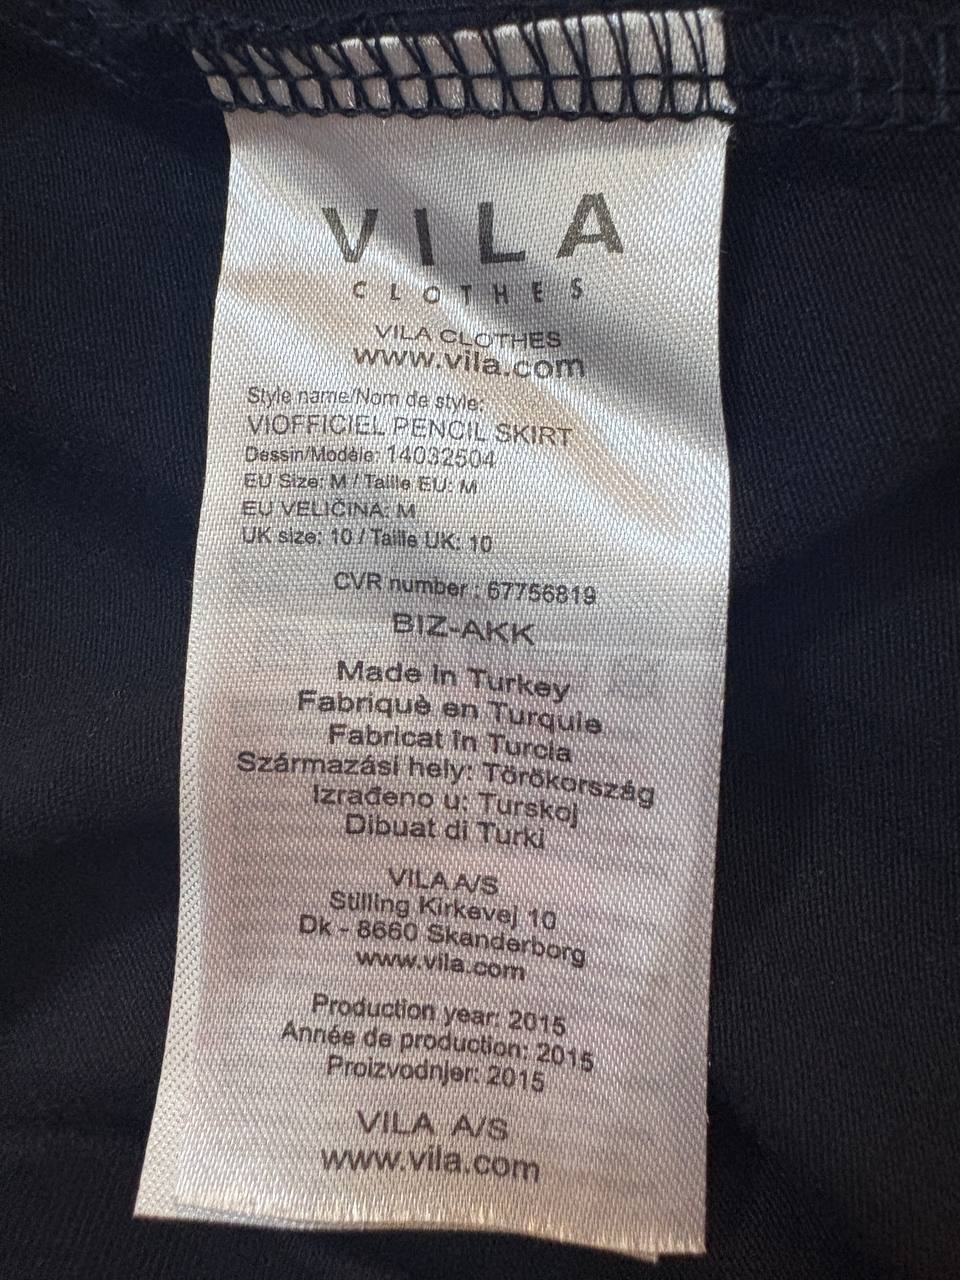 VILA
CLOTHES
VILA CLOTHES
www.vila.com
Style name/Nom de style:
VIOFFICIEL PENCIL SKIRT
Dessin/Modèle: 14032504
EU Size: M / Taille EU: M
EU VELIČINA: M
UK size: 10 / Taille UK: 10
CVR number : 67756819
BIZ-AKK
Made in Turkey
Fabriquè en Turquie
Fabricat în Turcia
Származási hely: Törökország
Izrađeno u: Turskoj
Dibuat di Turki
VILA A/S
Stilling Kirkevej 10
Dk - 8660 Skanderborg
www.vila.com
Production year: 2015
Année de production: 2015
Proizvodnjer: 2015
VILA A/S
www.vila.com